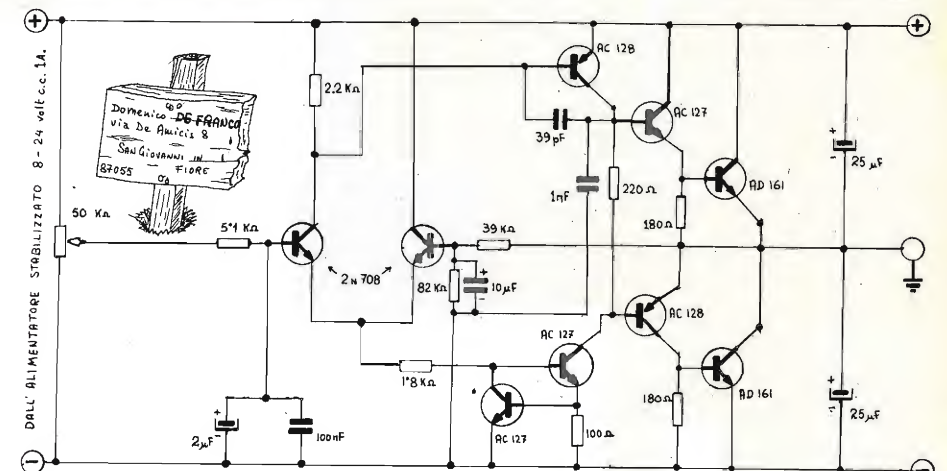 DALL'ALIMENTATORE STABILIZZATO 8-24 volt c.c. 1A.
Domenico DE FRANCO
via De Amicis 8
SAN GIOVANNI IN
87055 FIORE
2.2 KΩ
AC 128
AC 127
39 pF
1nF
220 Ω
AD 161
25 µF
180 Ω
50 KΩ
5'1 KΩ
39 KΩ
2N 708
82 KΩ
10 µF
AC 128
AC 127
1'8 KΩ
AD 161
180 Ω
2 µF
100 nF
AC 127
100 Ω
25 µF